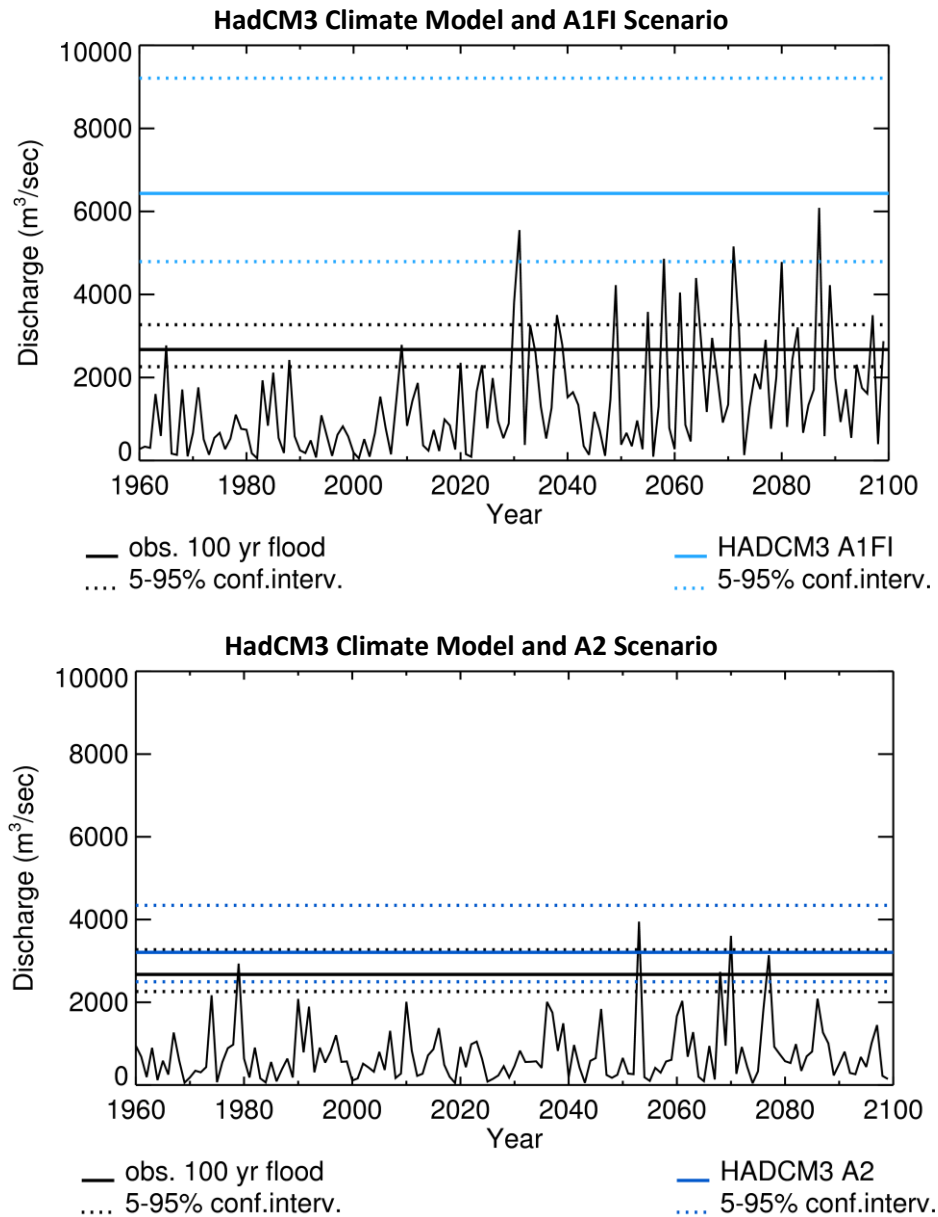 HadCM3 Climate Model and A1FI Scenario
10000
8000
6000
4000
2000
0
Discharge (m³/sec)
1960 1980 2000 2020 2040 2060 2080 2100
Year
obs. 100 yr flood
5-95% conf.interv.
HADCM3 A1FI
5-95% conf.interv.
HadCM3 Climate Model and A2 Scenario
10000
8000
6000
4000
2000
0
Discharge (m³/sec)
1960 1980 2000 2020 2040 2060 2080 2100
Year
obs. 100 yr flood
5-95% conf.interv.
HADCM3 A2
5-95% conf.interv.